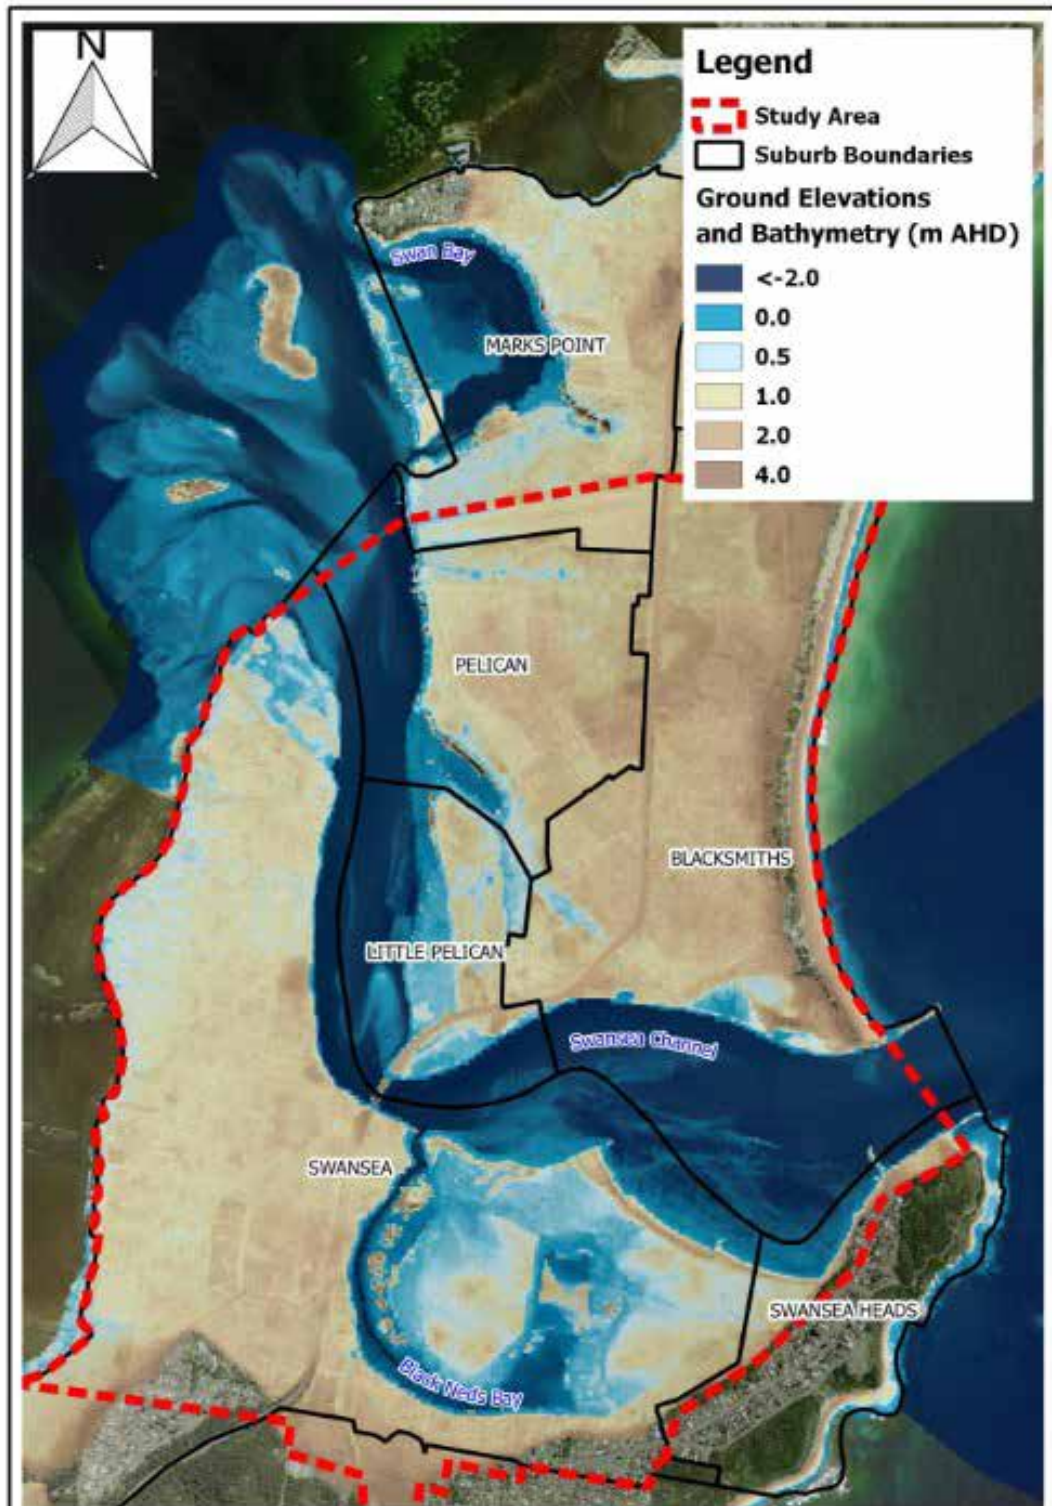 N
Legend
Study Area
Suburb Boundaries
Ground Elevations
and Bathymetry (m AHD)
<-2.0
0.0
0.5
1.0
2.0
4.0
Swan Bay
MARKS POINT
PELICAN
BLACKSMITHS
LITTLE PELICAN
Swansea Channel
SWANSEA
SWANSEA HEADS
Black Neds Bay